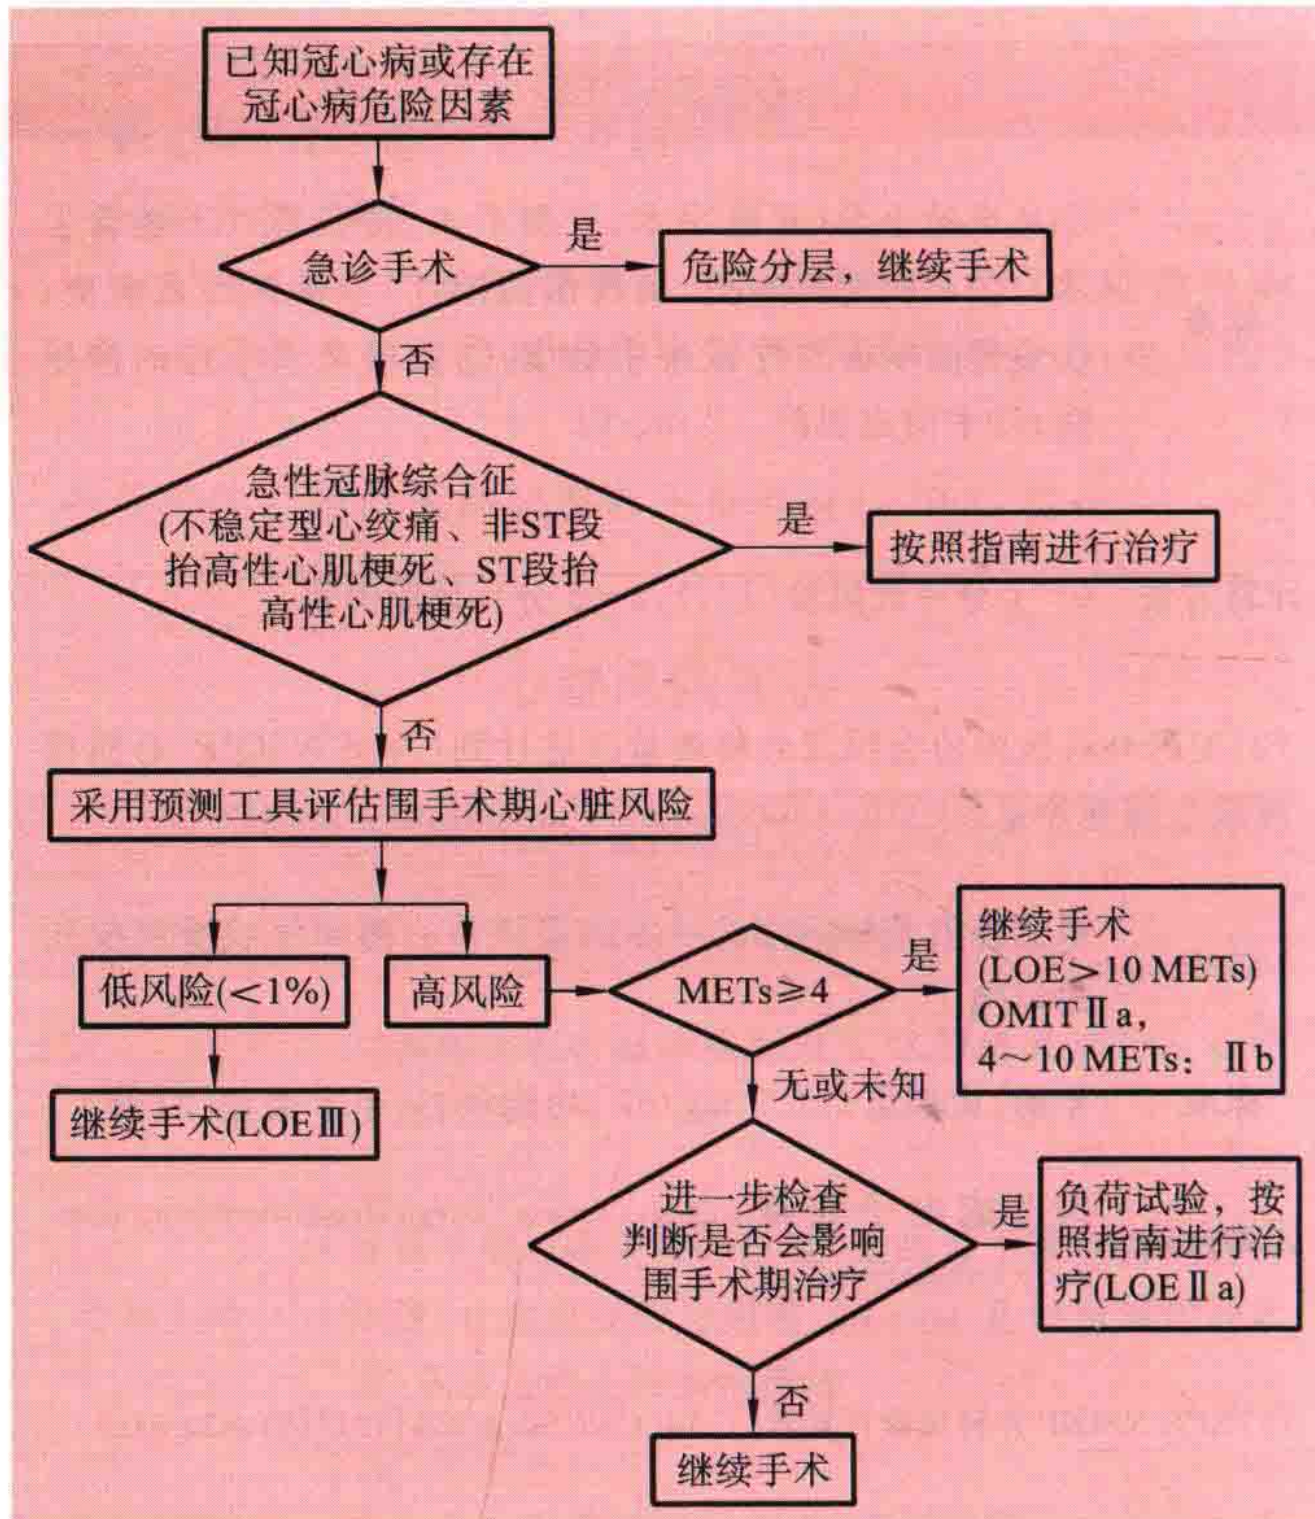 已知冠心病或存在
冠心病危险因素
急诊手术
是
危险分层，继续手术
否
急性冠脉综合征
(不稳定型心绞痛、非ST段
抬高性心肌梗死、ST段抬
高性心肌梗死)
是
按照指南进行治疗
否
采用预测工具评估围手术期心脏风险
低风险(<1%)
高风险
METs≥4
是
继续手术
(LOE>10 METs)
OMIT Ⅱa，
4～10 METs：Ⅱb
继续手术(LOEⅢ)
无或未知
进一步检查
判断是否会影响
围手术期治疗
是
负荷试验，按
照指南进行治
疗(LOEⅡa)
否
继续手术